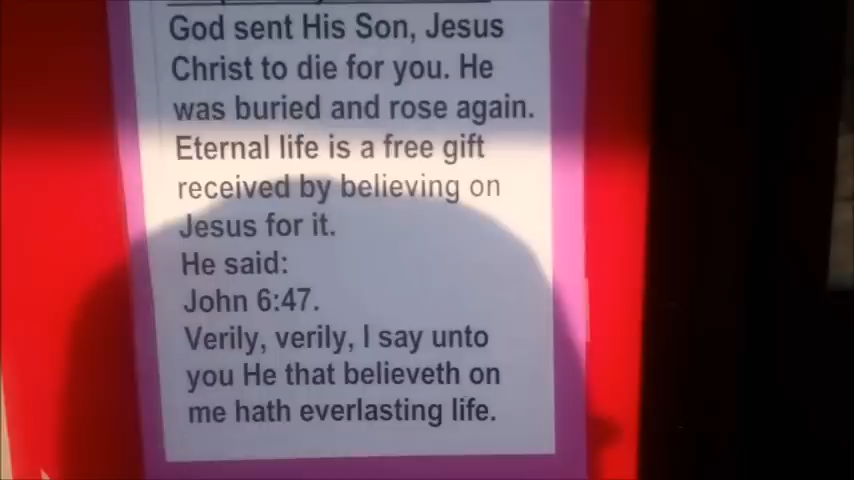 God sent His Son, Jesus
Christ to die for you. He
was buried and rose again.
Eternal life is a free gift
received by believing on
Jesus for it.
He said:
John 6:47.
Verily, verily, I say unto
you He that believeth on
me hath everlasting life.